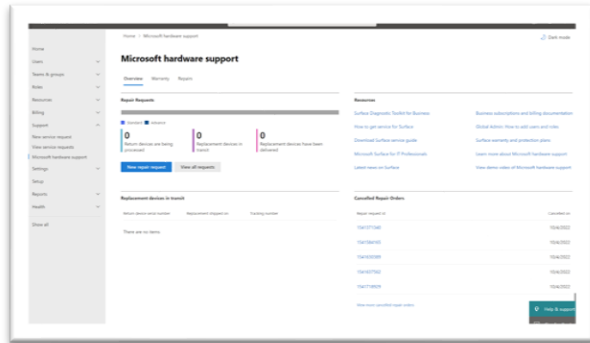 Home > Microsoft hardware support
Dark mode
Home
Users
Teams & groups
Roles
Resources
Billing
Support
New service request
View service requests
Microsoft hardware support
Settings
Setup
Reports
Health
Show all
Microsoft hardware support
Overview Warranty Repairs
Repair Requests
Standard Advance
0
Return devices are being
processed
0
Replacement devices in
transit
0
Replacement devices have been
delivered
New repair request
View all requests
Resources
Surface Diagnostic Toolkit for Business
Business subscriptions and billing documentation
How to get service for Surface
Global Admin: How to add users and roles
Download Surface service guide
Surface warranty and protection plans
Microsoft Surface for IT Professionals
Learn more about Microsoft hardware support
Latest news on Surface
View demo video of Microsoft hardware support
Replacement devices in transit
Return device serial number Replacement shipped on Tracking number
There are no items.
Cancelled Repair Orders
Repair request id Cancelled on
10/4/2022
10/4/2022
10/4/2022
10/4/2022
10/4/2022
View more cancelled repair orders
Help & support